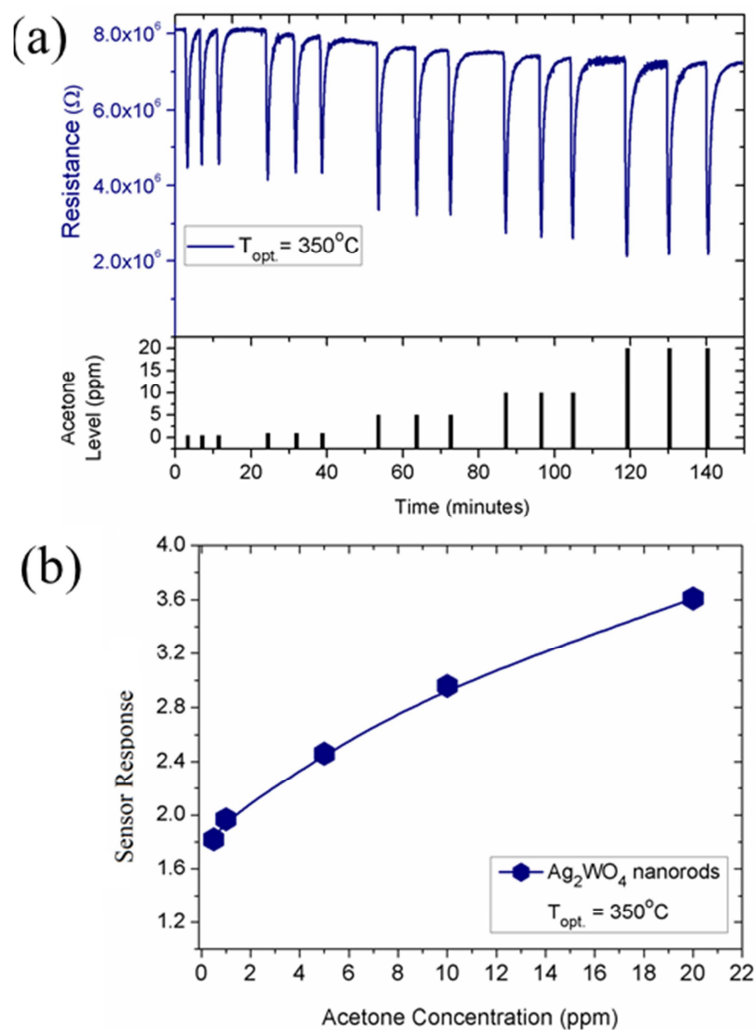 (a)
8.0x10⁶
6.0x10⁶
4.0x10⁶
2.0x10⁶
Resistance (Ω)
T_opt. = 350°C
20
15
10
5
0
Acetone
Level (ppm)
0 20 40 60 80 100 120 140
Time (minutes)
(b)
4.0
3.6
3.2
2.8
2.4
2.0
1.6
1.2
Sensor Response
Ag₂WO₄ nanorods
T_opt. = 350°C
0 2 4 6 8 10 12 14 16 18 20 22
Acetone Concentration (ppm)